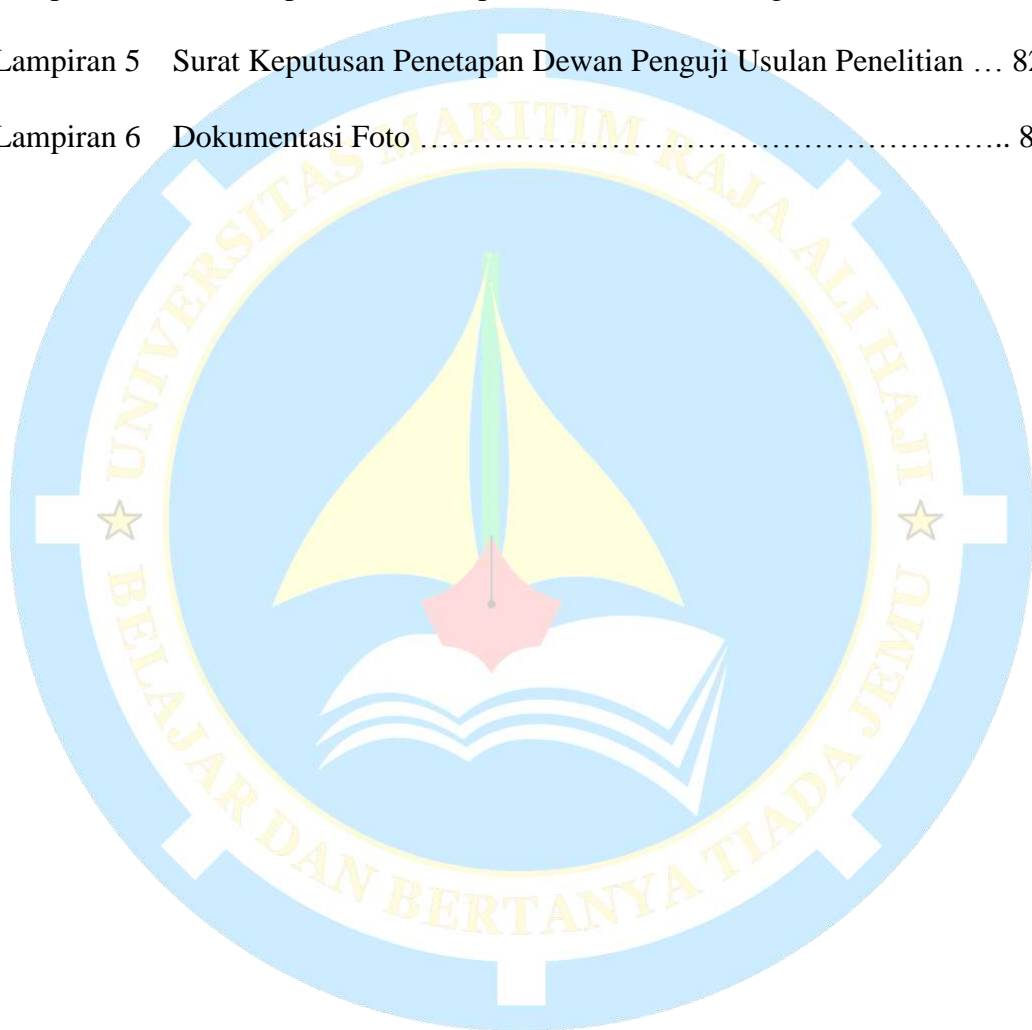 Lampiran 5 Surat Keputusan Penetapan Dewan Penguji Usulan Penelitian … 82
Lampiran 6 Dokumentasi Foto ……………………………………………….. 8
UNIVERSITAS MARITIM RAJA ALI HAJI
BELAJAR DAN BERTANYA TIADA JEMU